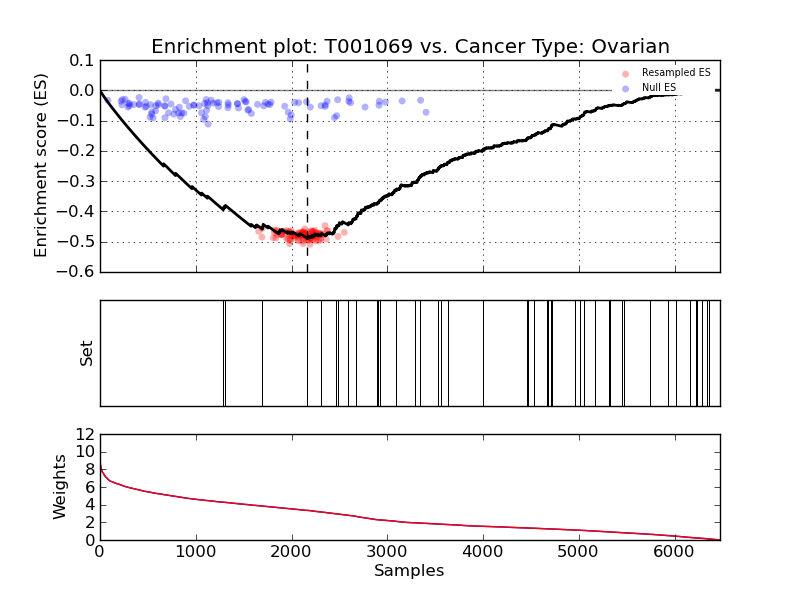 Enrichment plot: T001069 vs. Cancer Type: Ovarian
Enrichment score (ES)
0.1
0.0
−0.1
−0.2
−0.3
−0.4
−0.5
−0.6
Resampled ES
Null ES
Set
Weights
12
10
8
6
4
2
0
0 1000 2000 3000 4000 5000 6000
Samples